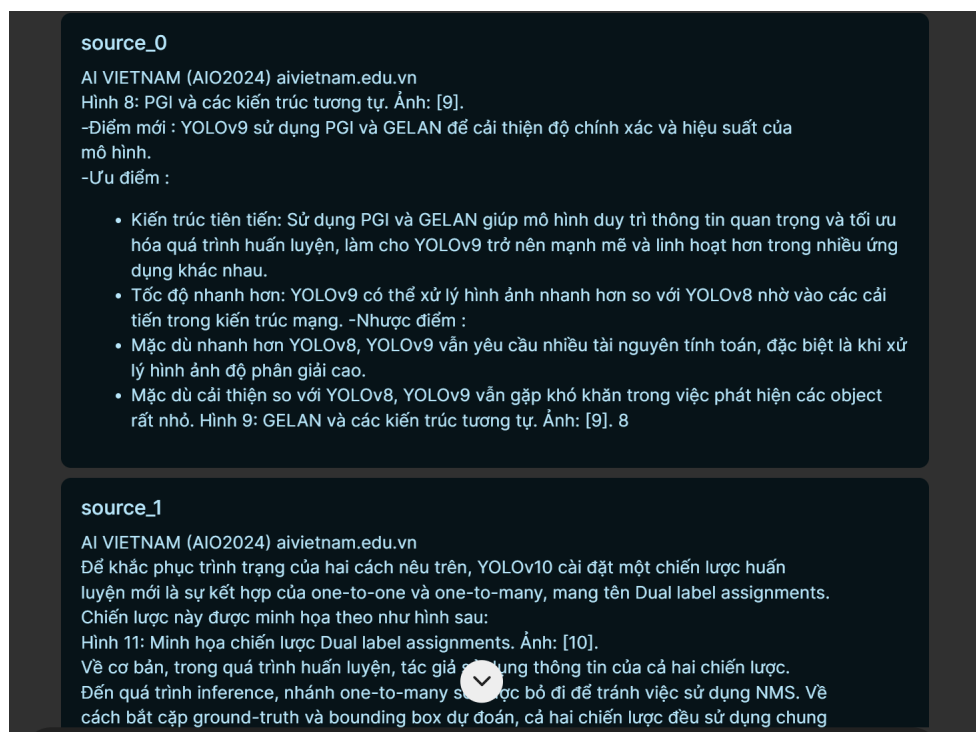 source_0
AI VIETNAM (AIO2024) aivietnam.edu.vn
Hình 8: PGI và các kiến trúc tương tự. Ảnh: [9].
-Điểm mới : YOLOv9 sử dụng PGI và GELAN để cải thiện độ chính xác và hiệu suất của
mô hình.
-Ưu điểm :
• Kiến trúc tiên tiến: Sử dụng PGI và GELAN giúp mô hình duy trì thông tin quan trọng và tối ưu
hóa quá trình huấn luyện, làm cho YOLOv9 trở nên mạnh mẽ và linh hoạt hơn trong nhiều ứng
dụng khác nhau.
• Tốc độ nhanh hơn: YOLOv9 có thể xử lý hình ảnh nhanh hơn so với YOLOv8 nhờ vào các cải
tiến trong kiến trúc mạng. -Nhược điểm :
• Mặc dù nhanh hơn YOLOv8, YOLOv9 vẫn yêu cầu nhiều tài nguyên tính toán, đặc biệt là khi xử
lý hình ảnh độ phân giải cao.
• Mặc dù cải thiện so với YOLOv8, YOLOv9 vẫn gặp khó khăn trong việc phát hiện các object
rất nhỏ. Hình 9: GELAN và các kiến trúc tương tự. Ảnh: [9]. 8
source_1
AI VIETNAM (AIO2024) aivietnam.edu.vn
Để khắc phục trình trạng của hai cách nêu trên, YOLOv10 cài đặt một chiến lược huấn
luyện mới là sự kết hợp của one-to-one và one-to-many, mang tên Dual label assignments.
Chiến lược này được minh họa theo như hình sau:
Hình 11: Minh họa chiến lược Dual label assignments. Ảnh: [10].
Về cơ bản, trong quá trình huấn luyện, tác giả dụng thông tin của cả hai chiến lược.
Đến quá trình inference, nhánh one-to-many bỏ đi để tránh việc sử dụng NMS. Về
cách bắt cặp ground-truth và bounding box dự đoán, cả hai chiến lược đều sử dụng chung